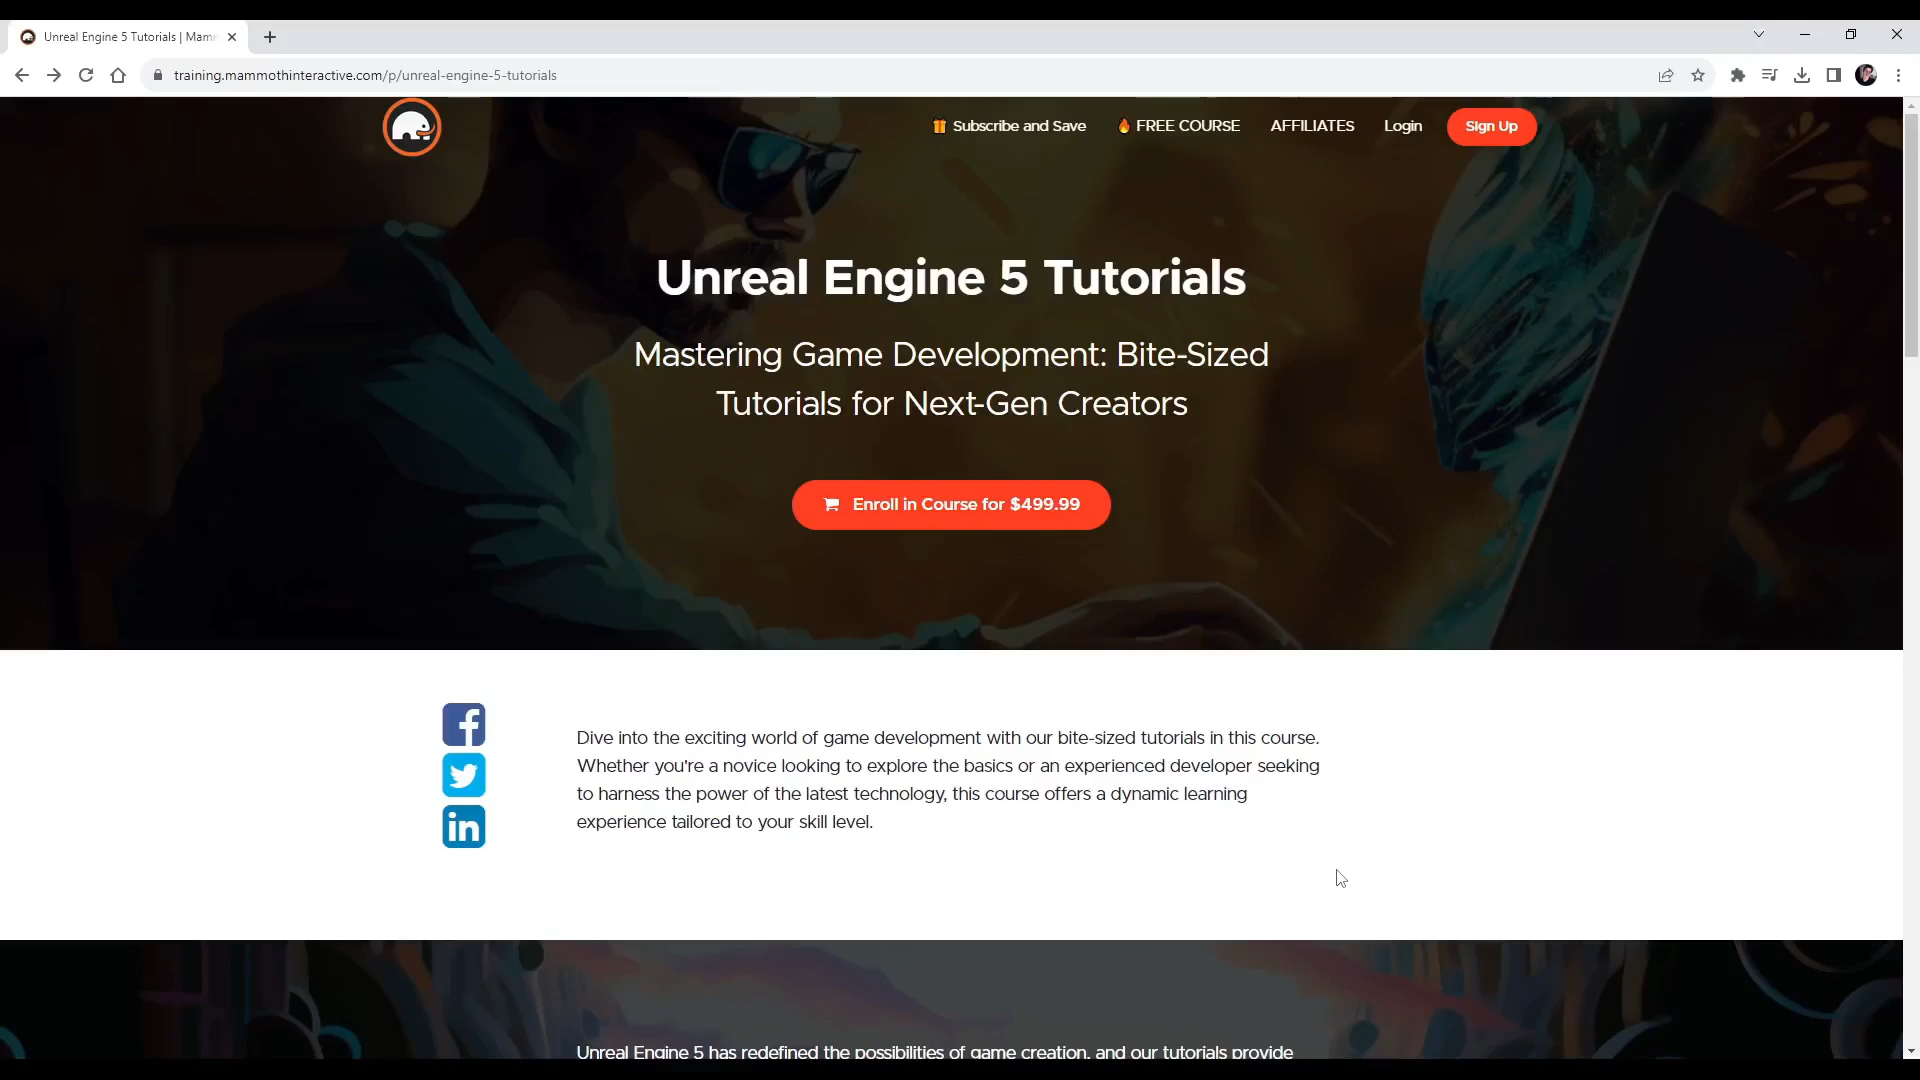 Unreal Engine 5 Tutorials | Mam
training.mammothinteractive.com/p/unreal-engine-5-tutorials
Subscribe and Save FREE COURSE AFFILIATES Login Sign Up
Unreal Engine 5 Tutorials
Mastering Game Development: Bite-Sized
Tutorials for Next-Gen Creators
Enroll in Course for $499.99
Dive into the exciting world of game development with our bite-sized tutorials in this course.
Whether you're a novice looking to explore the basics or an experienced developer seeking
to harness the power of the latest technology, this course offers a dynamic learning
experience tailored to your skill level.
Unreal Engine 5 has redefined the possibilities of game creation, and our tutorials provide